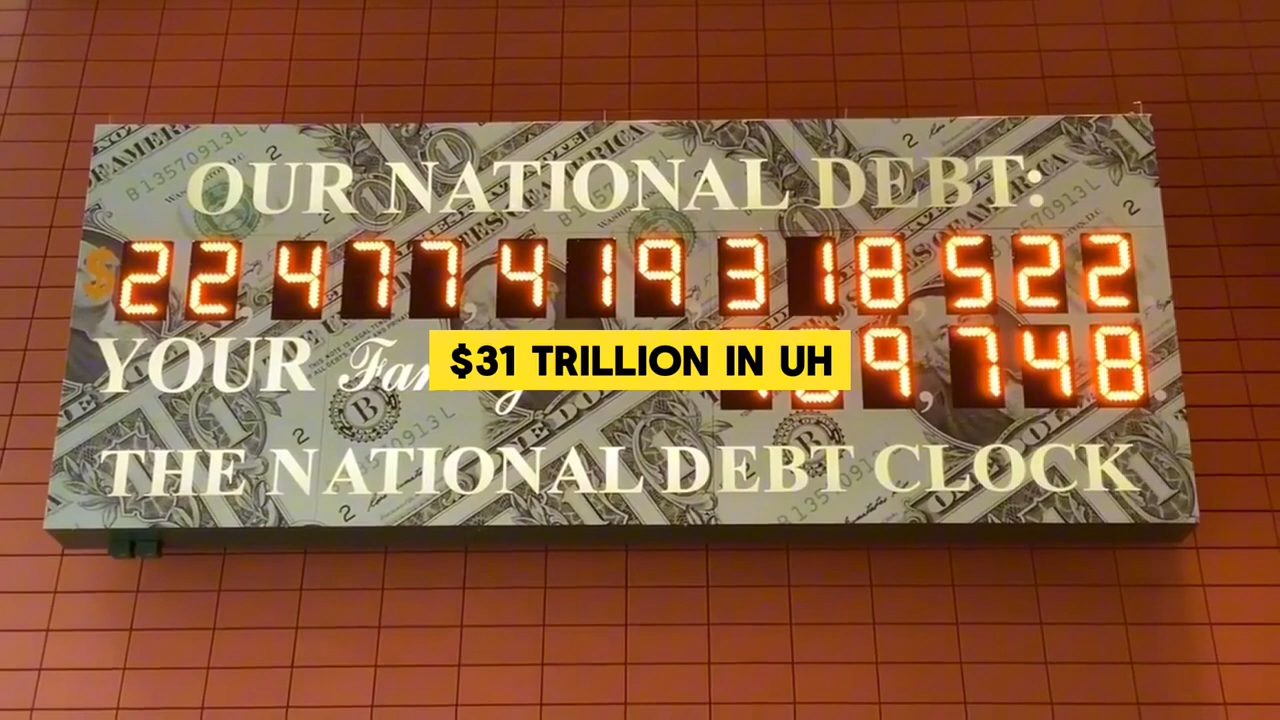 OUR NATIONAL DEBT:
$22,477,419,318,522
YOUR Family 9,748
$31 TRILLION IN UH
THE NATIONAL DEBT CLOCK